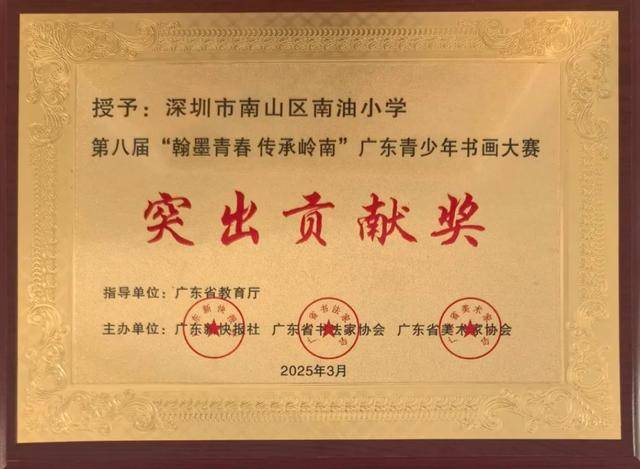 授予：深圳市南山区南油小学
第八届“翰墨青春 传承岭南”广东青少年书画大赛
突出贡献奖
指导单位：广东省教育厅
主办单位：广东新快报社 广东省书法家协会 广东省美术家协会
2025年3月